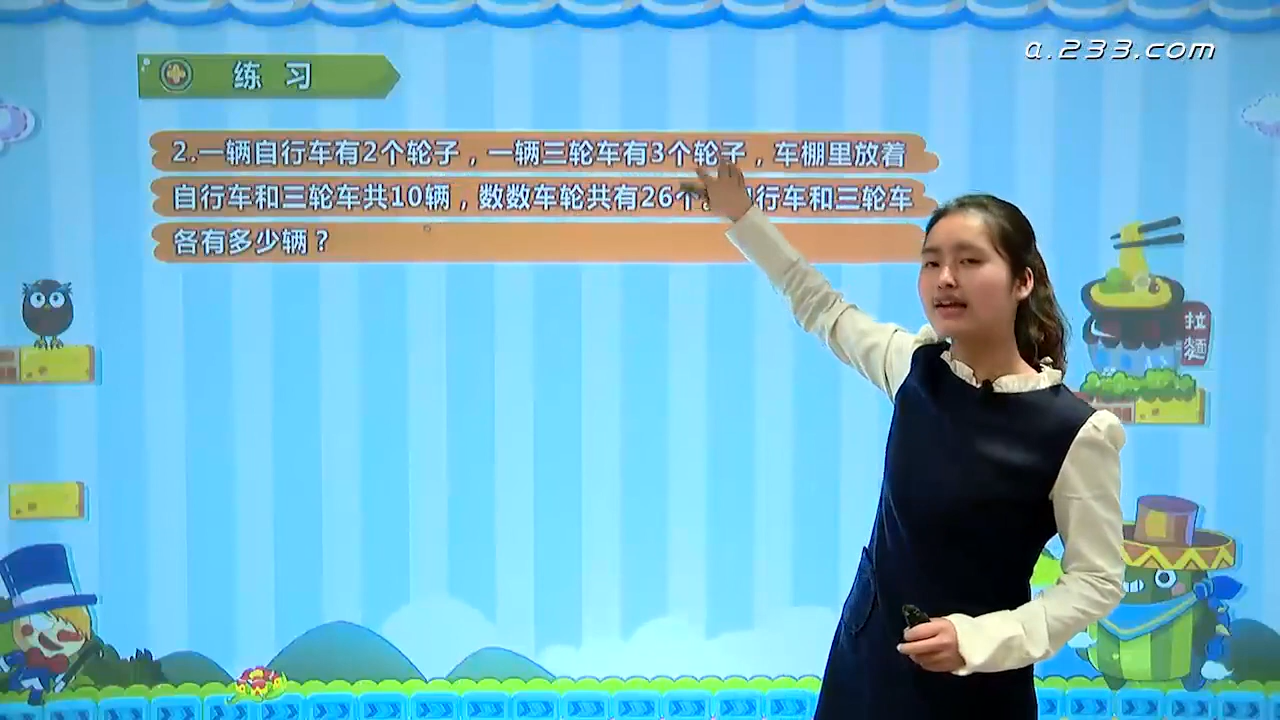 a.233.com
练 习
2.一辆自行车有2个轮子，一辆三轮车有3个轮子，车棚里放着
自行车和三轮车共10辆，数数车轮共有26个 行车和三轮车
各有多少辆？
拉
麵